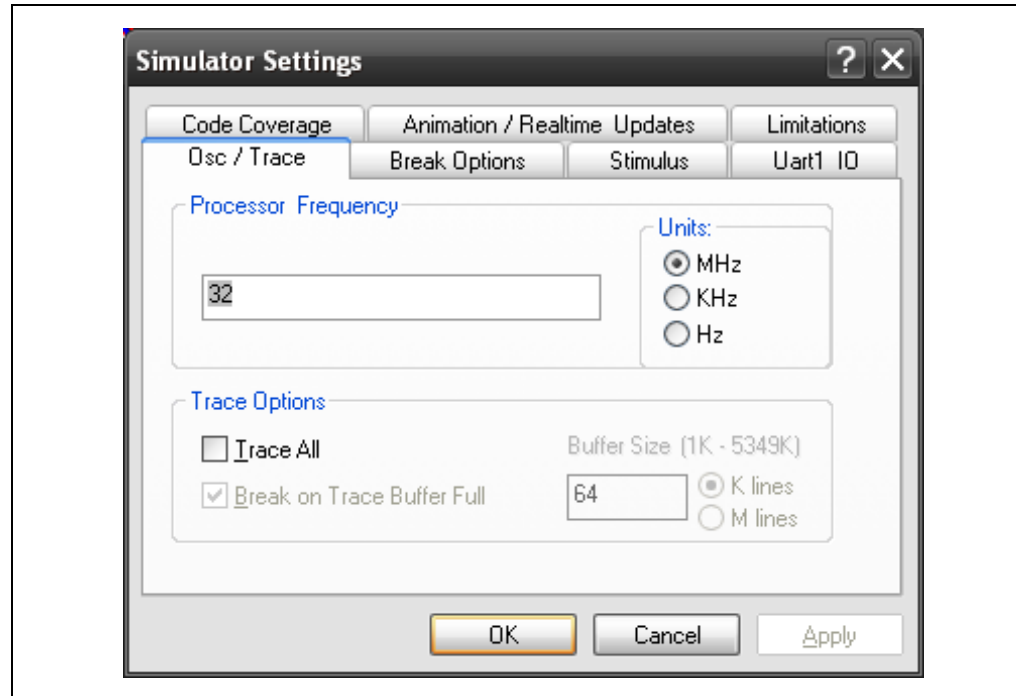 Simulator Settings
Code Coverage
Animation / Realtime Updates
Limitations
Osc / Trace
Break Options
Stimulus
Uart1 IO
Processor Frequency
32
Units:
MHz
KHz
Hz
Trace Options
Trace All
Break on Trace Buffer Full
Buffer Size (1K - 5349K)
64
K lines
M lines
OK
Cancel
Apply